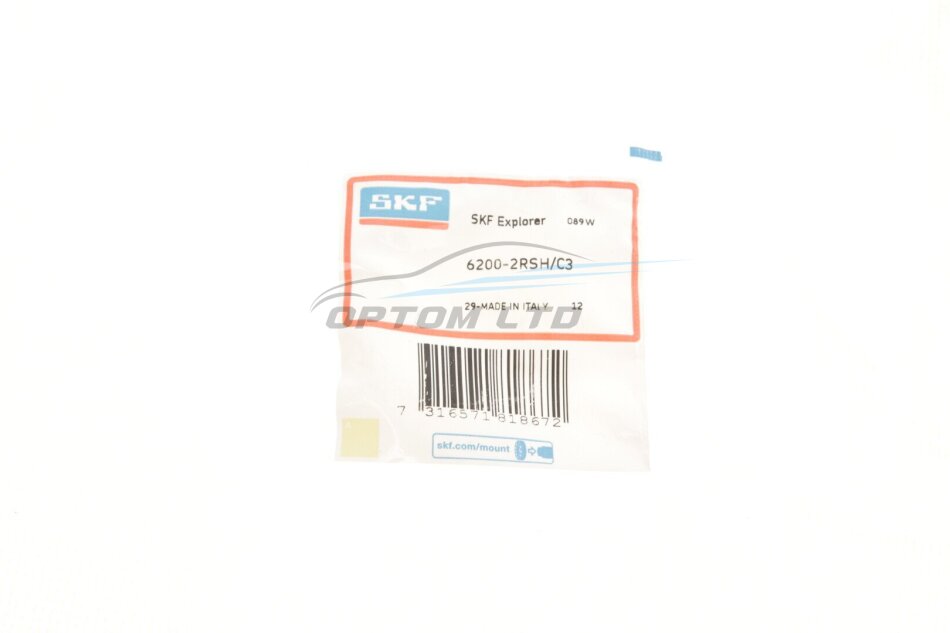 SKF
SKF Explorer 089W
6200-2RSH/C3
29-MADE IN ITALY 12
OPTOM LTD
7 316571 818672
skf.com/mount